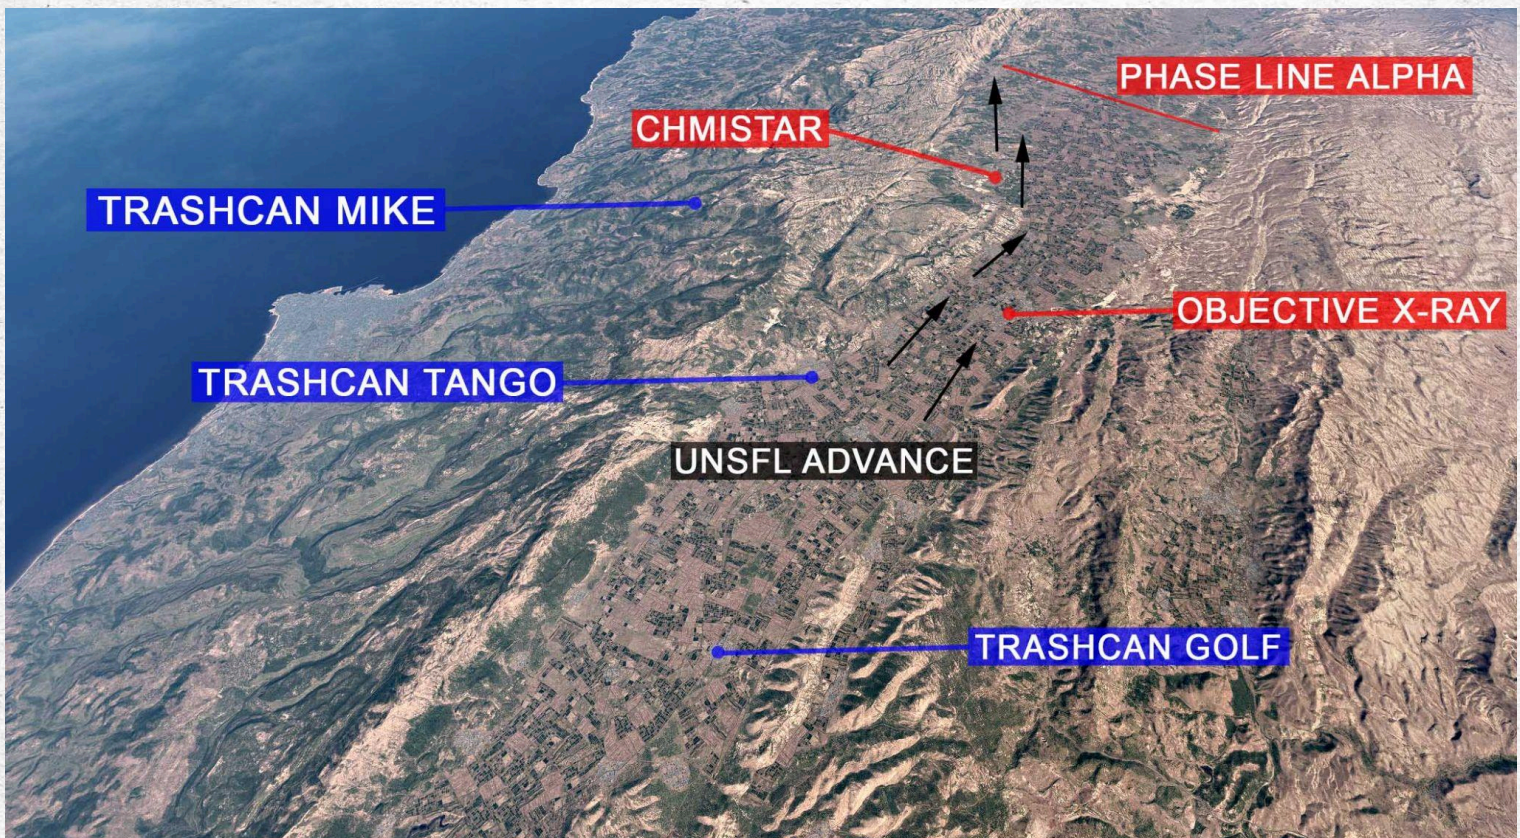 PHASE LINE ALPHA
CHMISTAR
TRASHCAN MIKE
OBJECTIVE X-RAY
TRASHCAN TANGO
UNSFL ADVANCE
TRASHCAN GOLF